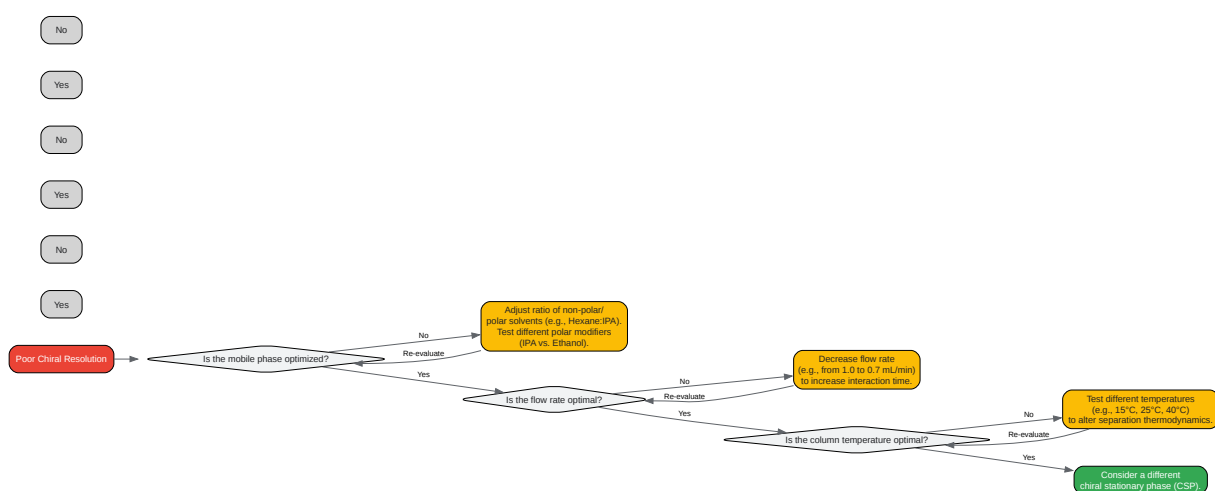 No
Yes
No
Yes
No
Yes
Poor Chiral Resolution
Is the mobile phase optimized?
No
Re-evaluate
Yes
Adjust ratio of non-polar/
polar solvents (e.g., Hexane:IPA).
Test different polar modifiers
(IPA vs. Ethanol).
Is the flow rate optimal?
No
Re-evaluate
Yes
Decrease flow rate
(e.g., from 1.0 to 0.7 mL/min)
to increase interaction time.
Is the column temperature optimal?
No
Re-evaluate
Yes
Test different temperatures
(e.g., 15°C, 25°C, 40°C)
to alter separation thermodynamics.
Consider a different
chiral stationary phase (CSP).